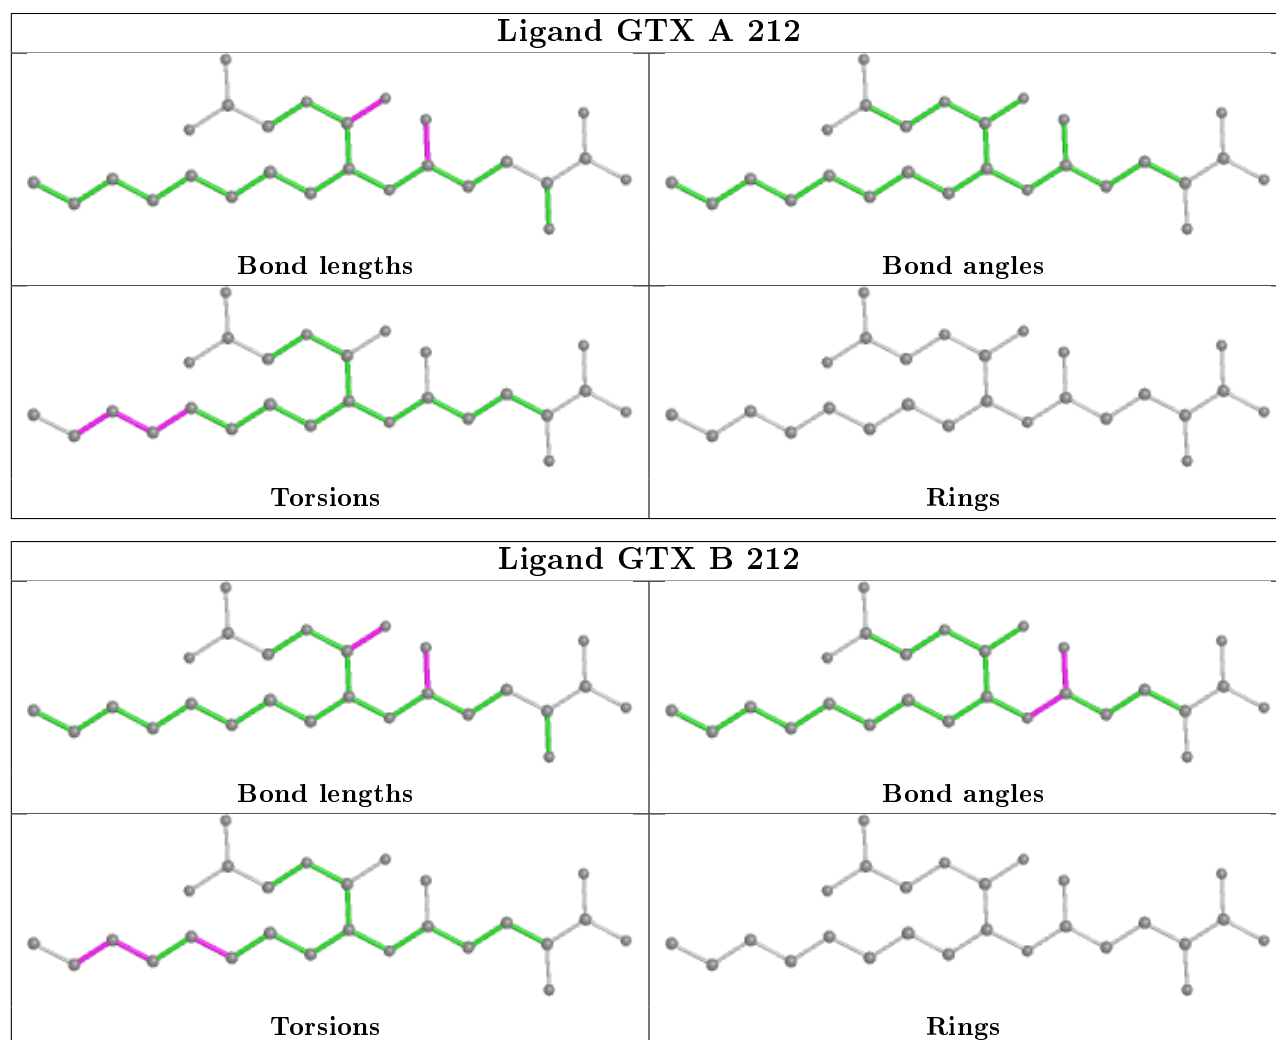 Ligand GTX A 212
Bond lengths
Bond angles
Torsions
Rings
Ligand GTX B 212
Bond lengths
Bond angles
Torsions
Rings